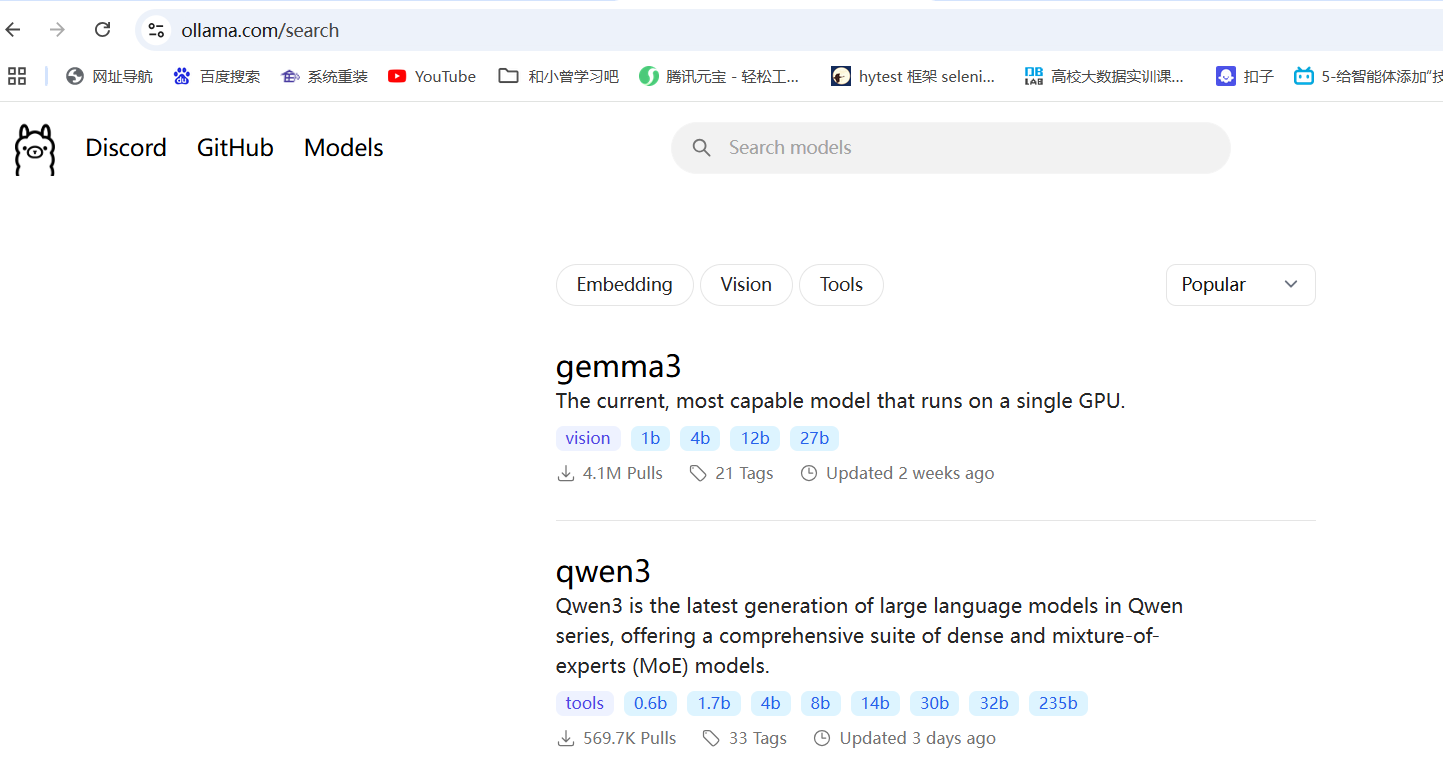 ollama.com/search
网址导航 百度搜索 系统重装 YouTube 和小曾学习吧 腾讯元宝 - 轻松工... hytest 框架 seleni... DB LAB 高校大数据实训课... 扣子 5-给智能体添加“技
Discord GitHub Models Search models
Embedding Vision Tools Popular
gemma3
The current, most capable model that runs on a single GPU.
vision 1b 4b 12b 27b
4.1M Pulls 21 Tags Updated 2 weeks ago
qwen3
Qwen3 is the latest generation of large language models in Qwen
series, offering a comprehensive suite of dense and mixture-of-
experts (MoE) models.
tools 0.6b 1.7b 4b 8b 14b 30b 32b 235b
569.7K Pulls 33 Tags Updated 3 days ago